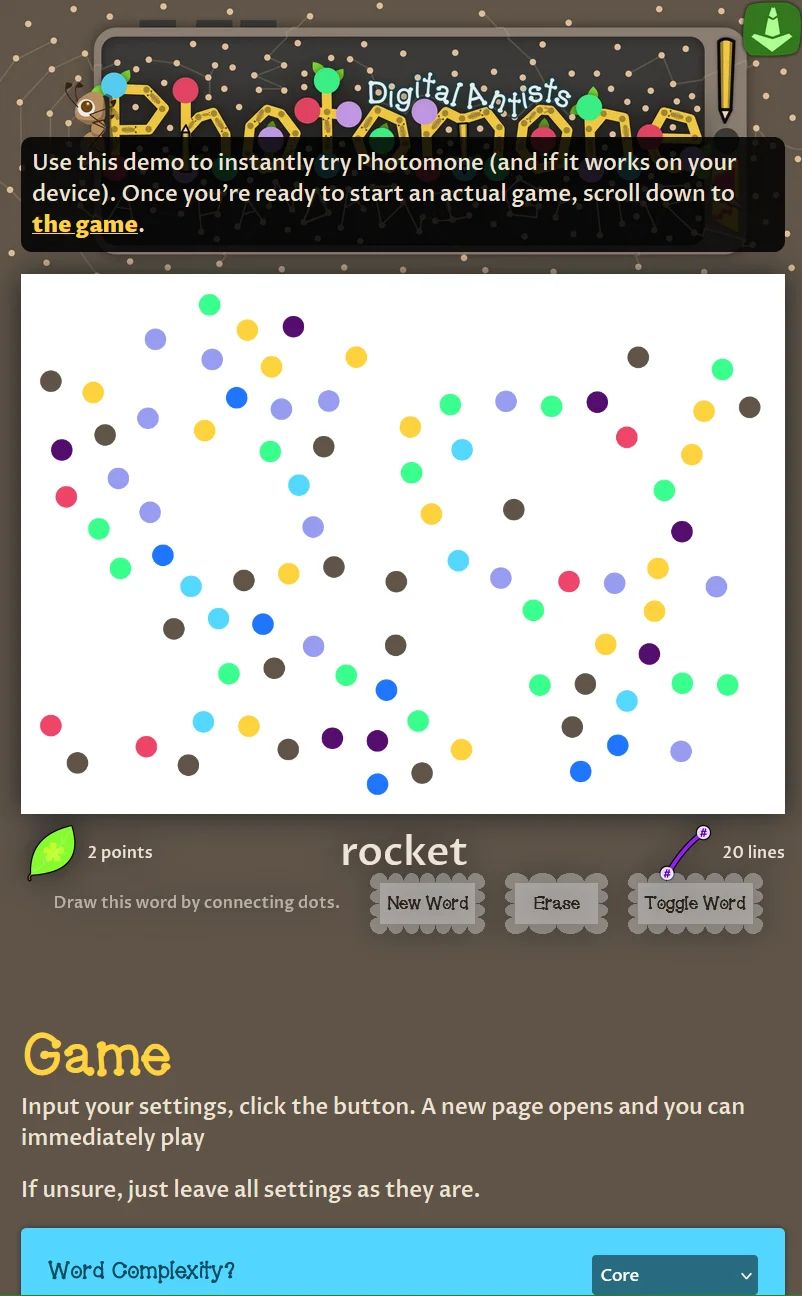 Digital Artists
Photomone
Use this demo to instantly try Photomone (and if it works on your
device). Once you’re ready to start an actual game, scroll down to
the game.
2 points
rocket
20 lines
Draw this word by connecting dots.
New Word
Erase
Toggle Word
Game
Input your settings, click the button. A new page opens and you can
immediately play
If unsure, just leave all settings as they are.
Word Complexity?
Core